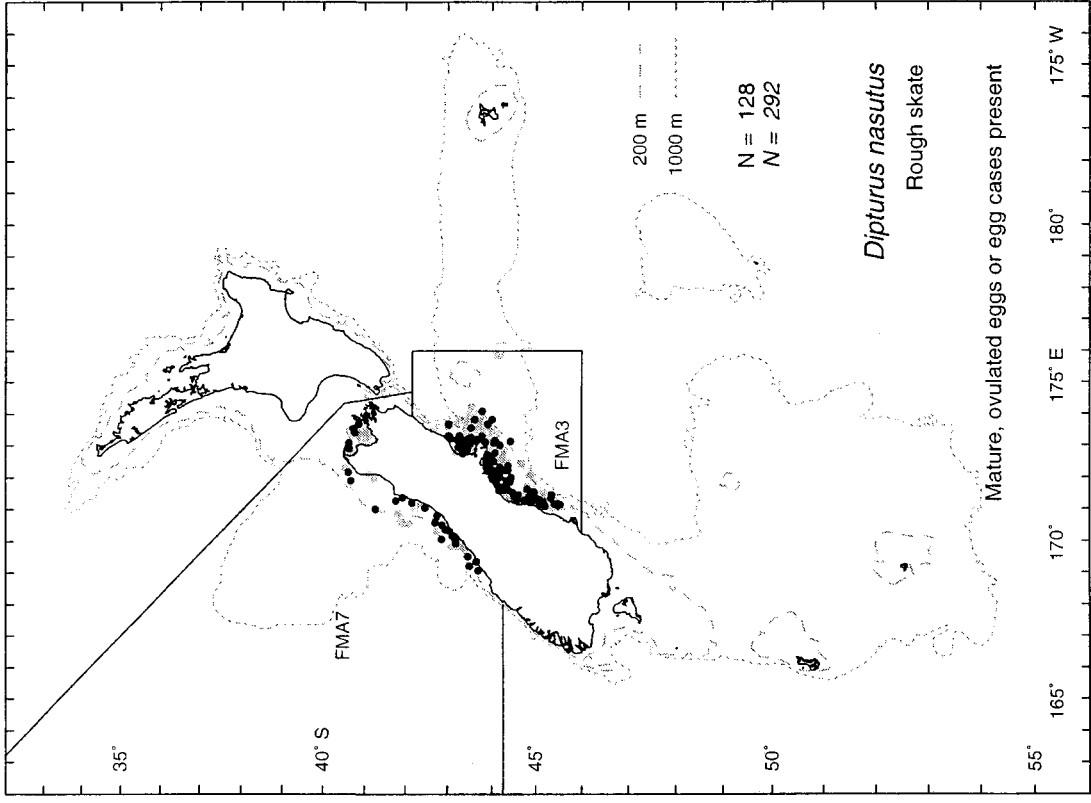 35°
40° S
45°
50°
55°
165°
170°
175° E
180°
175° W
FMA7
FMA3
200 m
1000 m
N = 128
N = 292
Dipturus nasutus
Rough skate
Mature, ovulated eggs or egg cases present